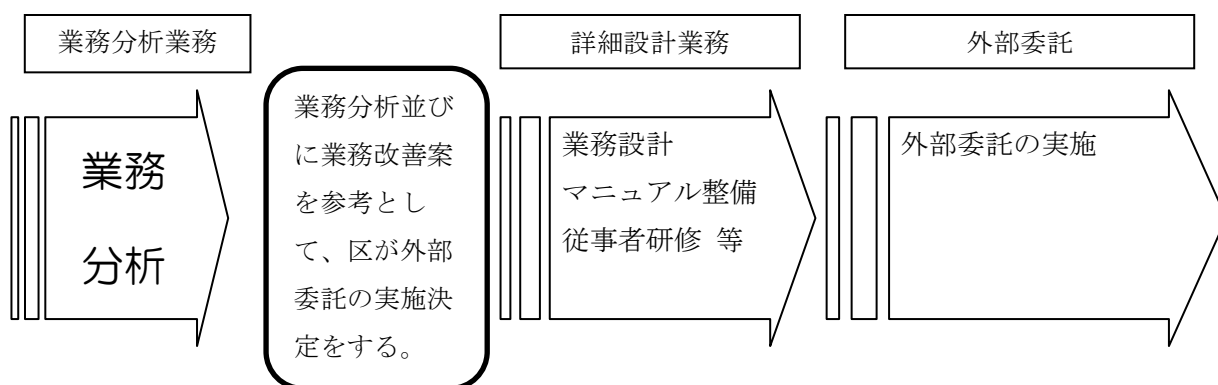 業務分析業務
詳細設計業務
外部委託
業務
分析
業務分析並び
に業務改善案
を参考とし
て、区が外部
委託の実施決
定をする。
業務設計
マニュアル整備
従事者研修 等
外部委託の実施